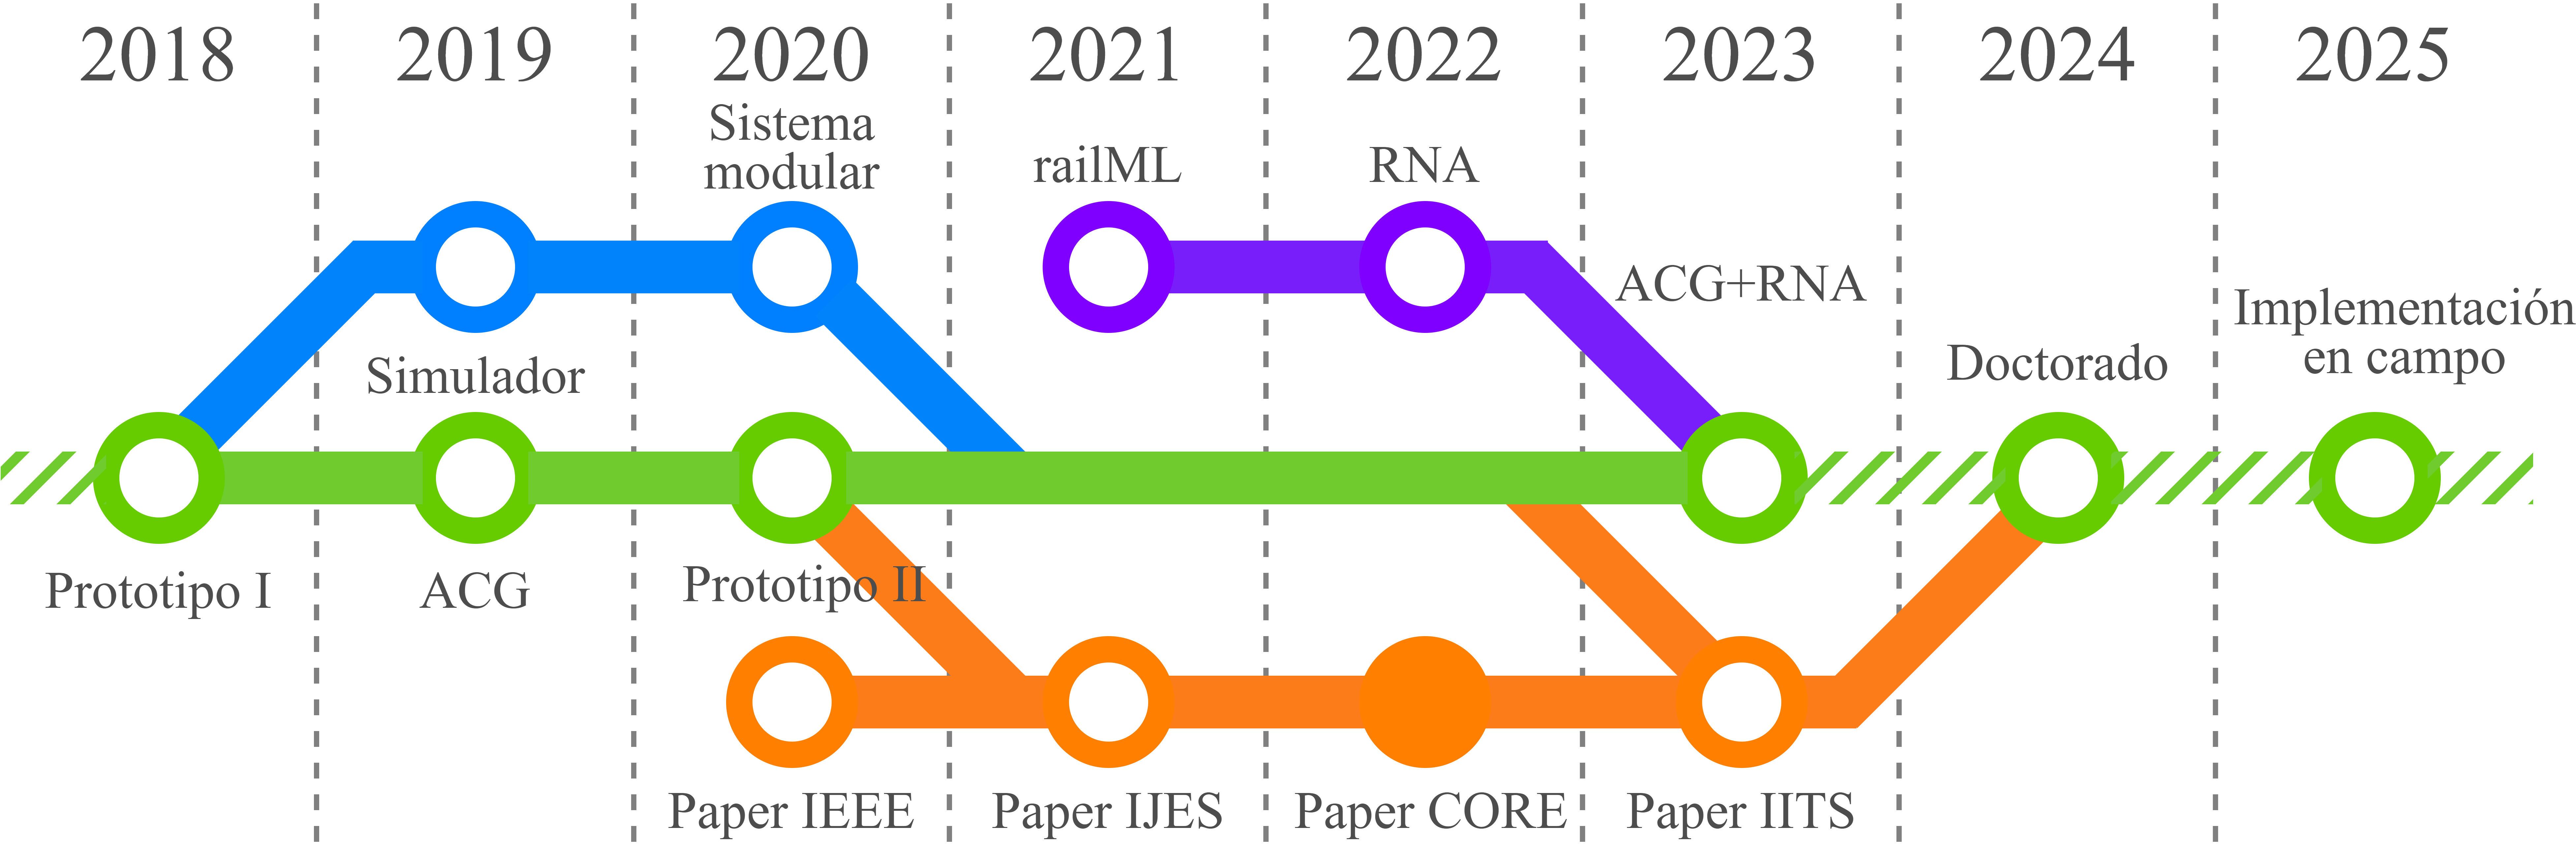 2018
2019
2020
2021
2022
2023
2024
2025
Sistema
modular
railML
RNA
ACG+RNA
Implementación
en campo
Simulador
Doctorado
Prototipo I
ACG
Prototipo II
Paper IEEE
Paper IJES
Paper CORE
Paper IITS